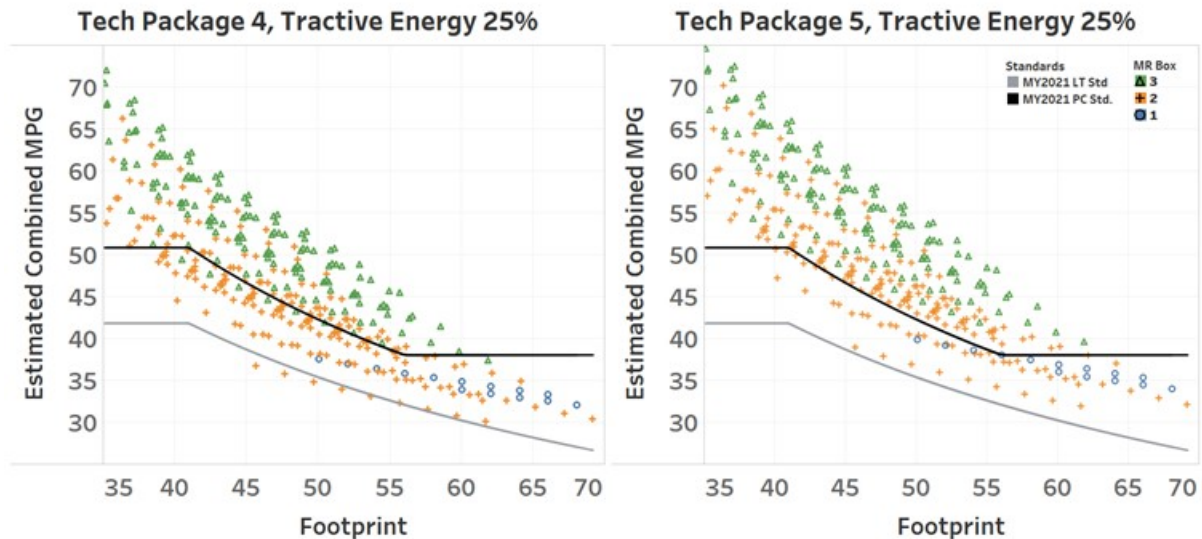 Tech Package 4, Tractive Energy 25%
Estimated Combined MPG
70
65
60
55
50
45
40
35
30
35 40 45 50 55 60 65 70
Footprint
Tech Package 5, Tractive Energy 25%
Estimated Combined MPG
70
65
60
55
50
45
40
35
30
Standards
MY2021 LT Std
MY2021 PC Std.
MR Box
3
2
1
35 40 45 50 55 60 65 70
Footprint